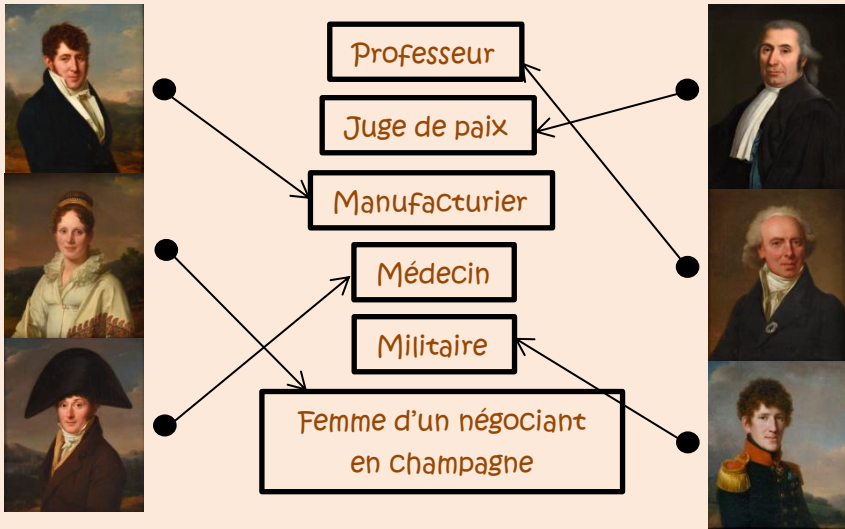 Professeur
Juge de paix
Manufacturier
Médecin
Militaire
Femme d'un négociant
en champagne